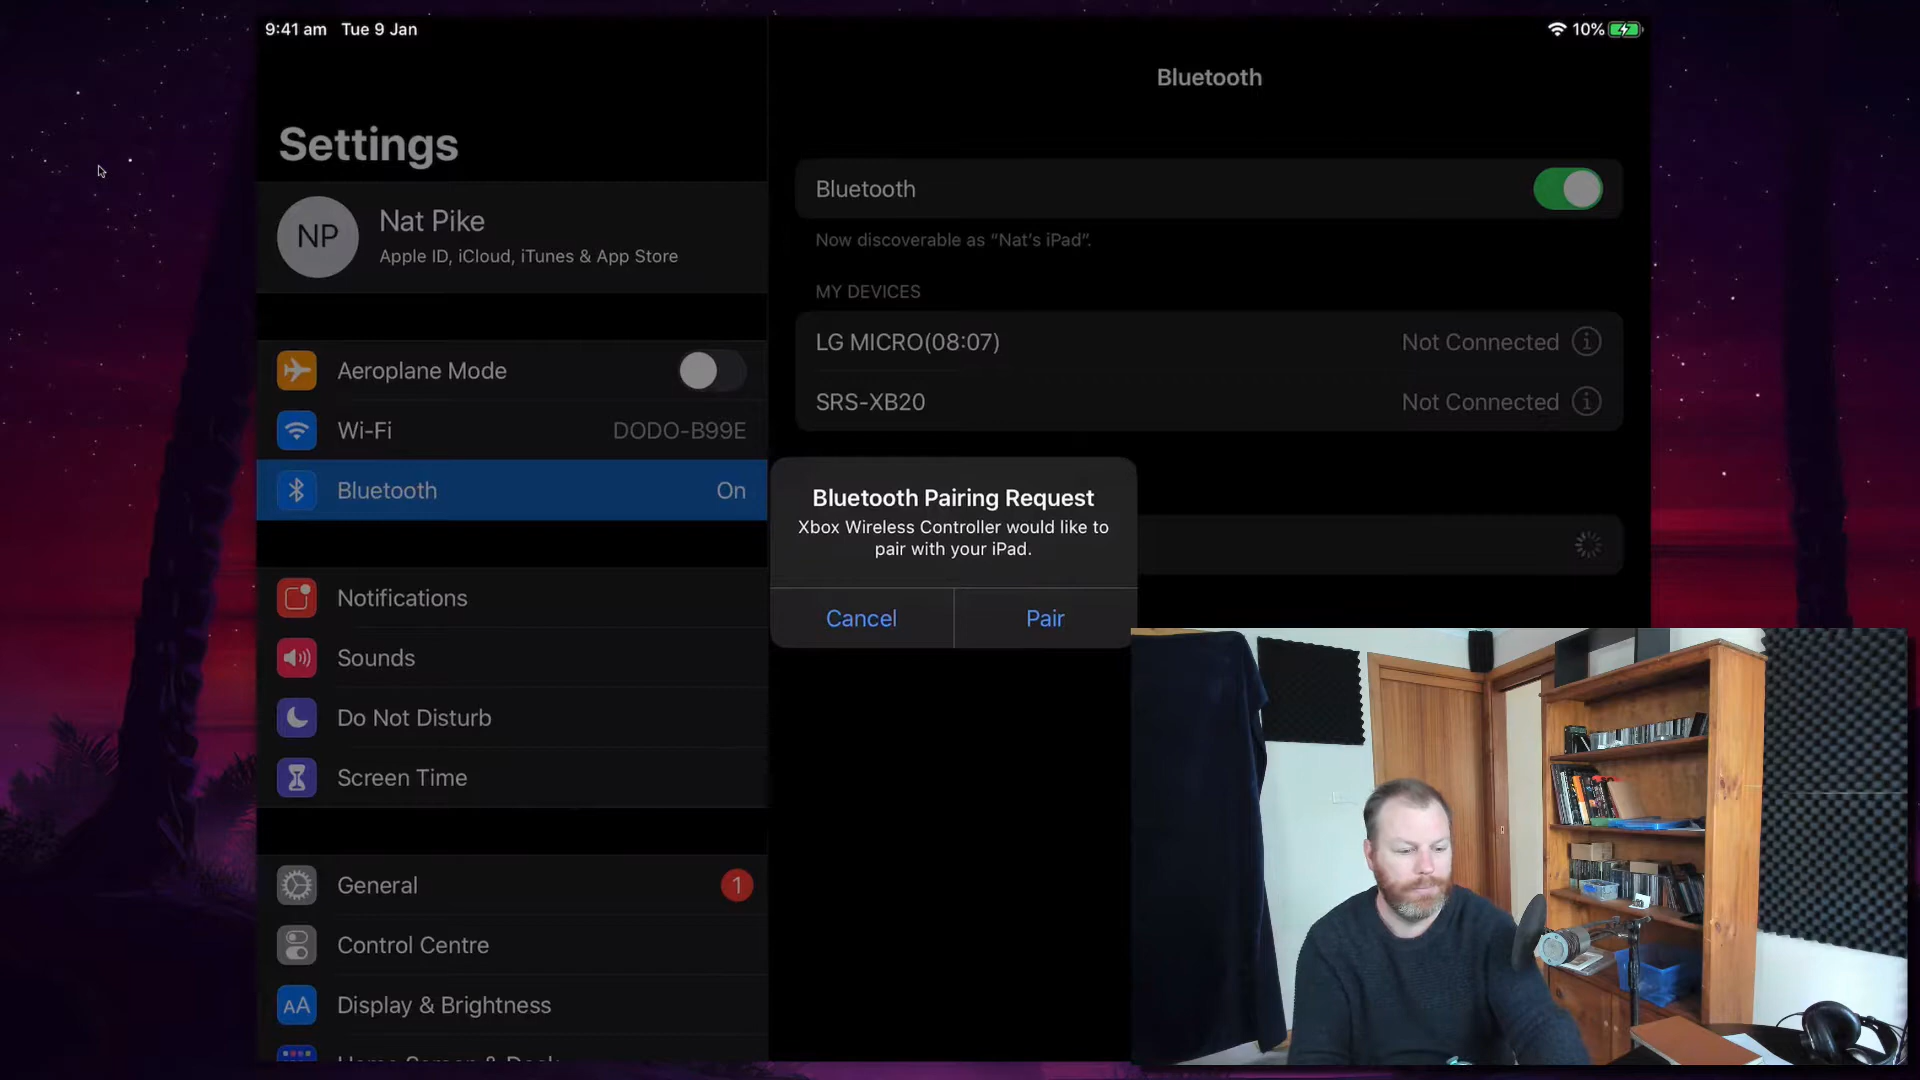 9:41 am Tue 9 Jan
10%
Settings
NP
Nat Pike
Apple ID, iCloud, iTunes & App Store
Aeroplane Mode
Wi-Fi DODO-B99E
Bluetooth On
Notifications
Sounds
Do Not Disturb
Screen Time
General 1
Control Centre
AA Display & Brightness
Bluetooth
Bluetooth
Now discoverable as “Nat’s iPad”.
MY DEVICES
LG MICRO(08:07) Not Connected
SRS-XB20 Not Connected
Bluetooth Pairing Request
Xbox Wireless Controller would like to
pair with your iPad.
Cancel Pair